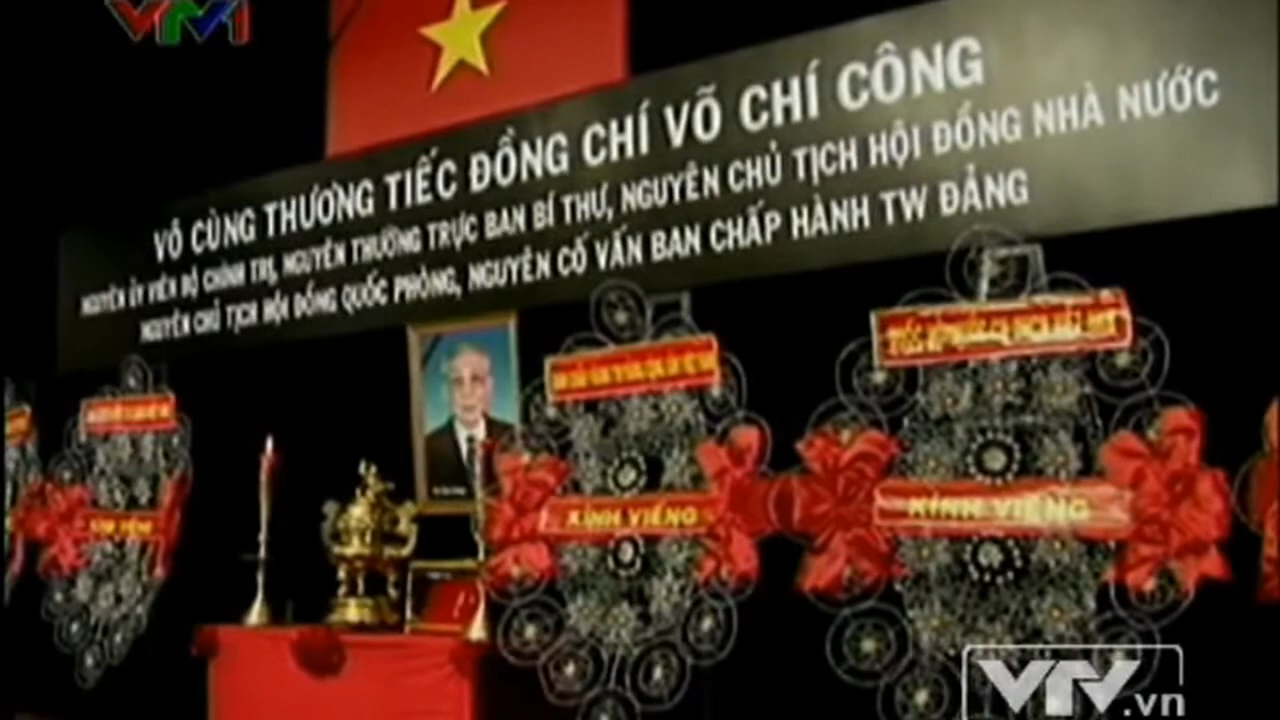 VTV1
VÔ CÙNG THƯƠNG TIẾC ĐỒNG CHÍ VÕ CHÍ CÔNG
NGUYÊN ỦY VIÊN BỘ CHÍNH TRỊ, NGUYÊN THƯỜNG TRỰC BAN BÍ THƯ, NGUYÊN CHỦ TỊCH HỘI ĐỒNG NHÀ NƯỚC
NGUYÊN CHỦ TỊCH HỘI ĐỒNG QUỐC PHÒNG, NGUYÊN CỐ VẤN BAN CHẤP HÀNH TW ĐẢNG
KÍNH VIẾNG
KÍNH VIẾNG
VTV.vn